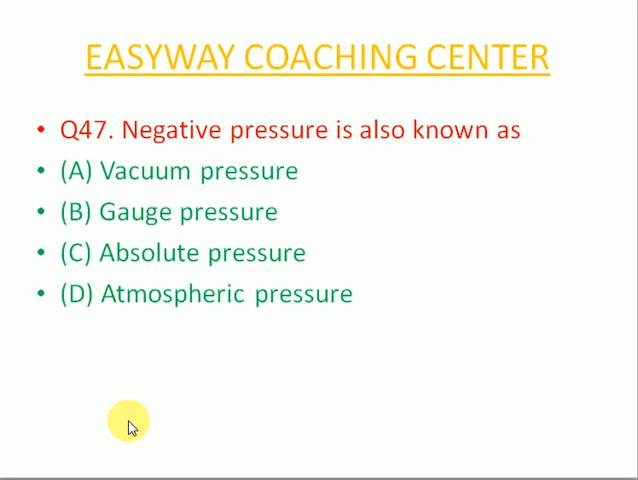 EASYWAY COACHING CENTER
• Q47. Negative pressure is also known as
• (A) Vacuum pressure
• (B) Gauge pressure
• (C) Absolute pressure
• (D) Atmospheric pressure